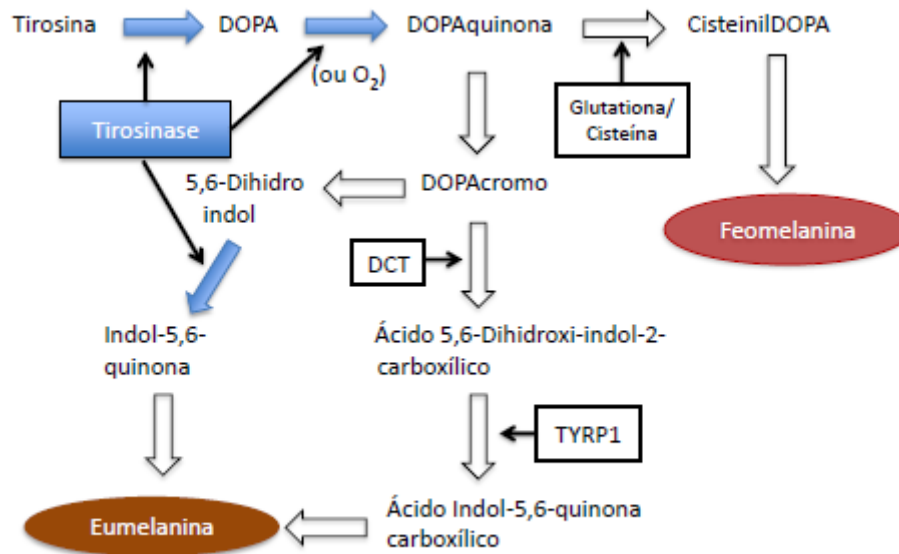 Tirosina
DOPA
DOPAquinona
CisteinilDOPA
(ou O₂)
Glutationa/
Cisteína
Tirosinase
5,6-Dihidro
indol
DOPAcromo
Feomelanina
DCT
Indol-5,6-
quinona
Ácido 5,6-Dihidroxi-indol-2-
carboxílico
TYRP1
Eumelanina
Ácido Indol-5,6-quinona
carboxílico